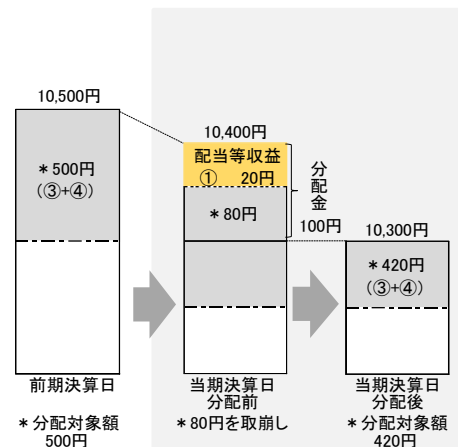 10,500円
＊500円
(③+④)
前期決算日
＊分配対象額
500円
10,400円
配当等収益
① 20円
＊80円
分配金
100円
当期決算日
分配前
＊80円を取崩し
10,300円
＊420円
(③+④)
当期決算日
分配後
＊分配対象額
420円